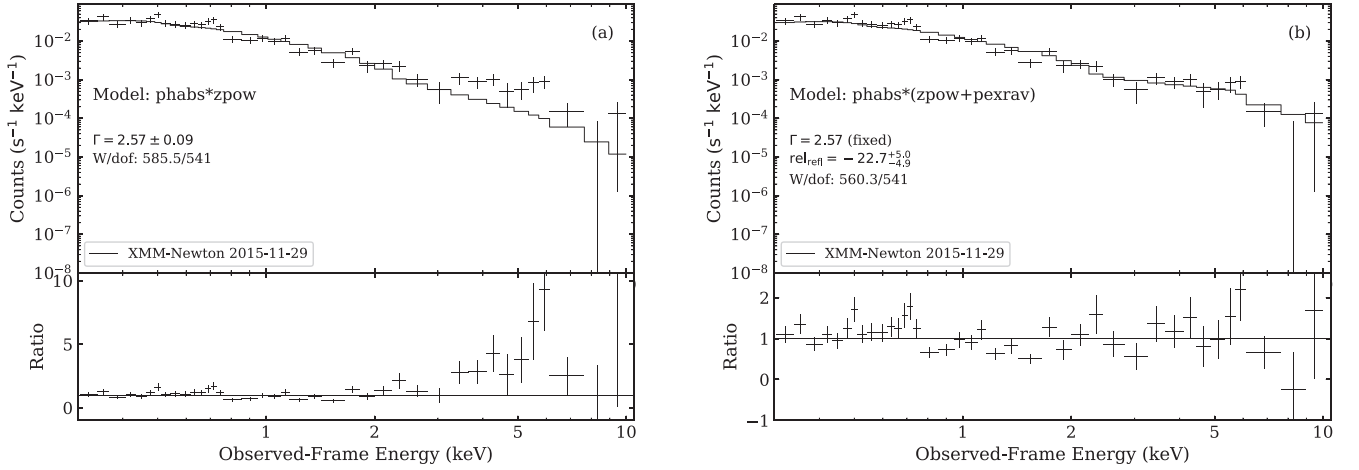 (a)
10⁻²
10⁻³
10⁻⁴
10⁻⁵
10⁻⁶
10⁻⁷
10⁻⁸
Counts (s⁻¹ keV⁻¹)
Model: phabs*zpow
Γ = 2.57 ± 0.09
W/dof: 585.5/541
XMM-Newton 2015-11-29
10
5
0
Ratio
1 2 5 10
Observed-Frame Energy (keV)
(b)
10⁻²
10⁻³
10⁻⁴
10⁻⁵
10⁻⁶
10⁻⁷
10⁻⁸
Counts (s⁻¹ keV⁻¹)
Model: phabs*(zpow+pexrav)
Γ = 2.57 (fixed)
rel_refl = −22.7^{+5.0}_{−4.9}
W/dof: 560.3/541
XMM-Newton 2015-11-29
2
1
0
−1
Ratio
1 2 5 10
Observed-Frame Energy (keV)